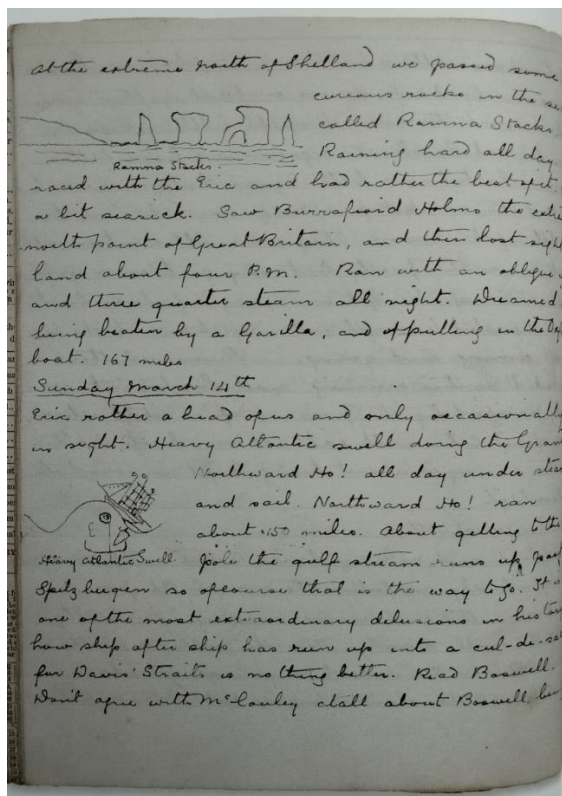 At the extreme north of Shetland we passed some
curious rocks in the se
called Ramna Stacks.
Raining hard all day
Ramna Stacks.
raced with the Eric and had rather the best of it
a bit seasick. Saw Burrafiord Holms the extre
north point of Great Britain, and then lost sight
land about four P.M. Ran with an oblique
and three quarter steam all night. Dreamed
being beaten by a Gorilla, and of pulling in the
boat. 167 miles
Sunday March 14th
Eric rather a head of us and only occasionally
in sight. Heavy Atlantic swell doing the Gran
Northward Ho! all day under stea
and sail. Northward Ho! ran
about 150 miles. About getting to the
Heavy Atlantic Swell
Pole the gulf stream runs up past
Spitzbergen so of course that is the way to go. It
one of the most extraordinary delusions in history
how ship after ship has run up into a cul-de-sac
for Davis' Straits is nothing better. Read Boswell.
Don't agree with McCauley atall about Boswell